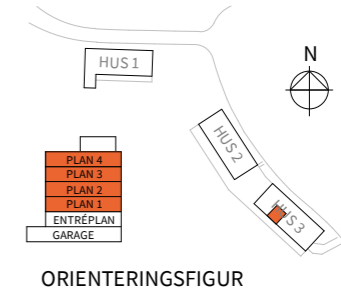 HUS 1
N
HUS 2
HUS 3
PLAN 4
PLAN 3
PLAN 2
PLAN 1
ENTRÉPLAN
GARAGE
ORIENTERINGSFIGUR